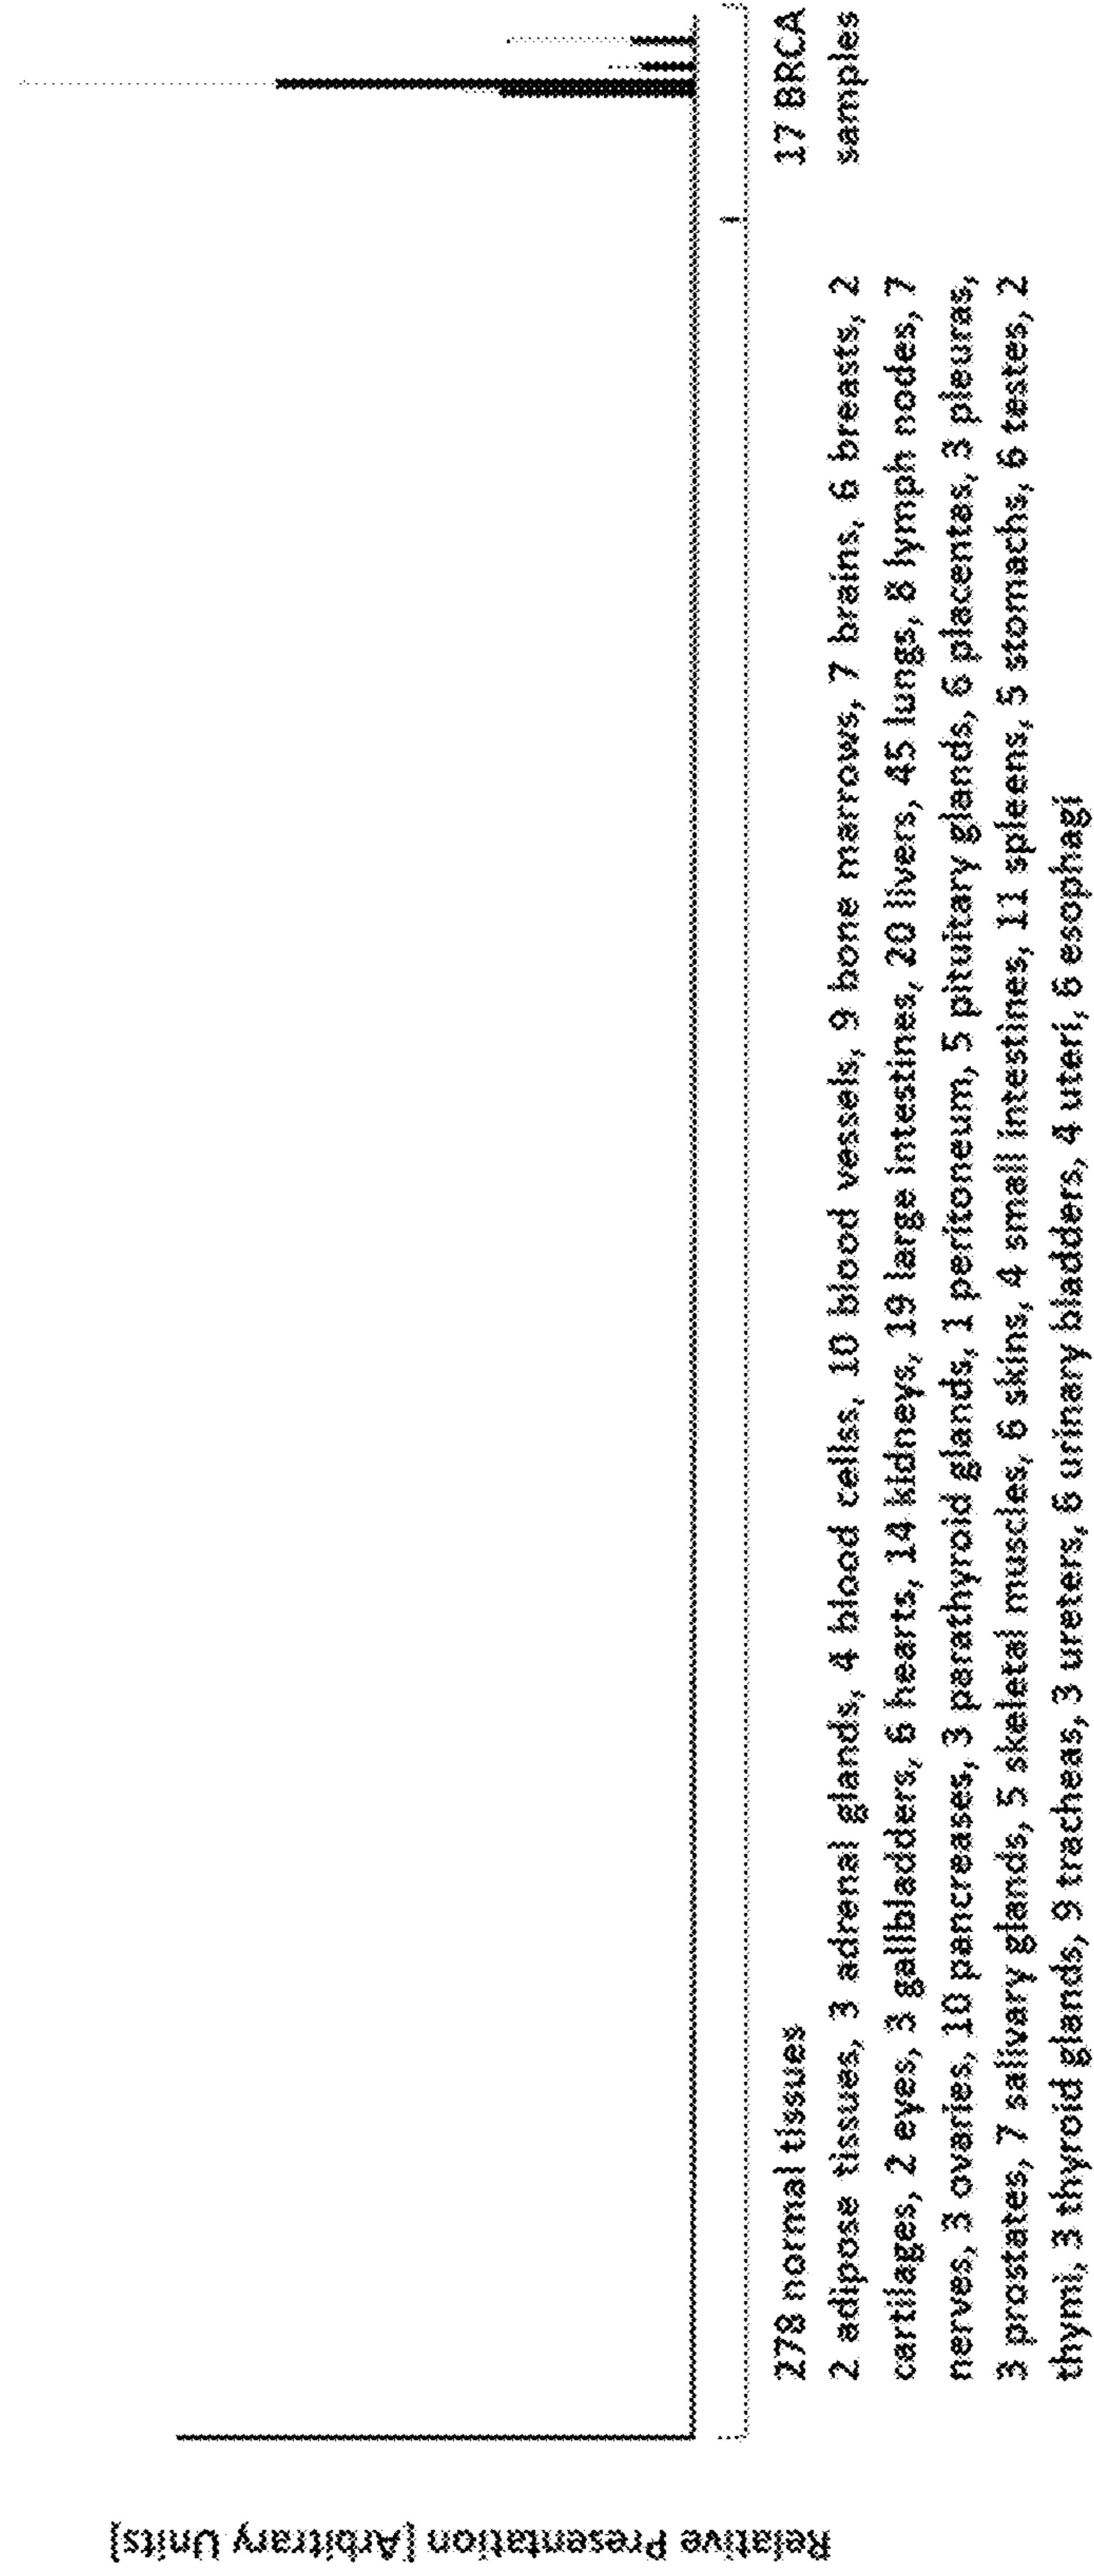 Relative Presentation [Arbitrary Units]
278 normal tissues
2 adipose tissues, 3 adrenal glands, 4 blood cellss, 10 blood vessels, 9 bone marrows, 7 brains, 6 breasts, 2
cartilages, 2 eyes, 3 gallbladders, 6 hearts, 14 kidneys, 19 large intestines, 20 livers, 45 lungs, 8 lymph nodes, 7
nerves, 3 ovaries, 10 pancreases, 3 parathyroid glands, 1 peritoneum, 5 pituitary glands, 6 placentas, 3 pleuras,
3 prostates, 7 salivary glands, 5 skeletal muscles, 6 skins, 4 small intestines, 11 spleens, 5 stomachs, 6 testes, 2
thymi, 3 thyroid glands, 9 tracheas, 3 ureters, 6 urinary bladders, 4 uteri, 6 esophagi
17 BRCA
samples